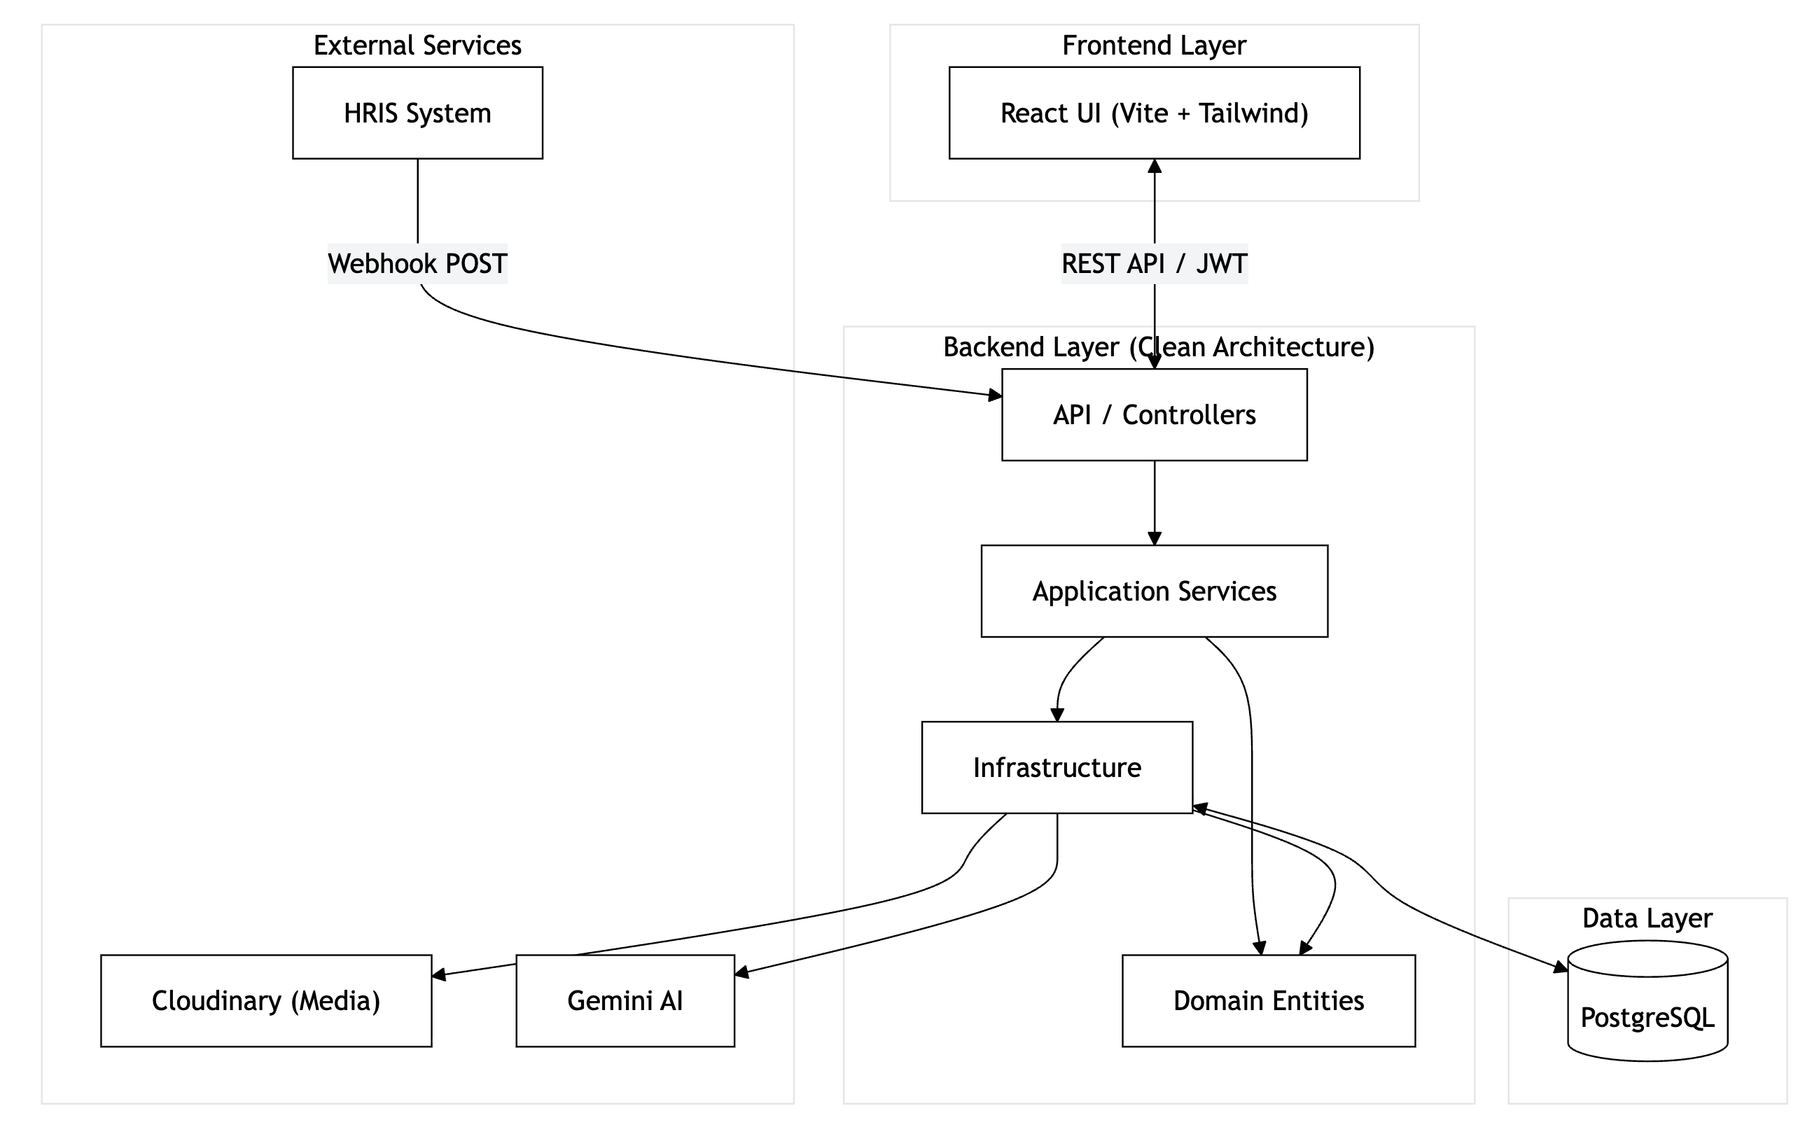 External Services
HRIS System
Webhook POST
Frontend Layer
React UI (Vite + Tailwind)
REST API / JWT
Backend Layer (Clean Architecture)
API / Controllers
Application Services
Infrastructure
Cloudinary (Media)
Gemini AI
Domain Entities
Data Layer
PostgreSQL